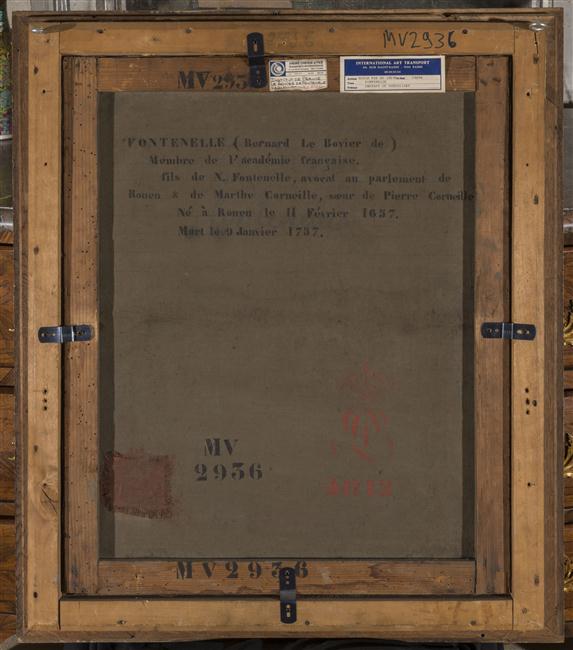 MV2936
MV293
INTERNATIONAL ART TRANSPORT
FONTENELLE (Bernard Le Bovier de)
Membre de l'académie française.
fils de N. Fontenelle, avocat au parlement de
Rouen & de Marthe Corneille, sœur de Pierre Corneille
Né à Rouen le 11 Février 1657.
Mort le 9 Janvier 1757.
MV
2936
MV2936